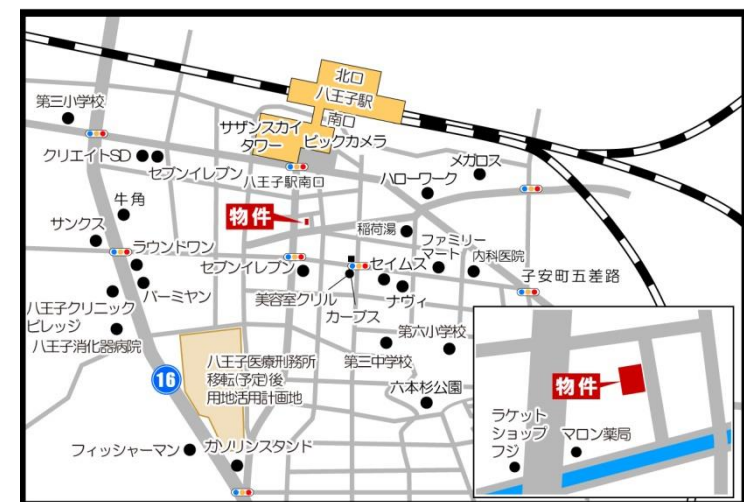 北口
八王子駅
南口
第三小学校
サザンスカイ
タワー
ビックカメラ
クリエイトSD
セブンイレブン
八王子駅南口
メガロス
ハローワーク
牛角
物件
サンクス
稲荷湯
ラウンドワン
ファミリー
マート
内科医院
セブンイレブン
セイムス
子安町五差路
バーミヤン
美容室クリル
カーブス
ナヴィ
八王子クリニック
ビレッジ
八王子消化器病院
第六小学校
八王子医療刑務所
移転(予定)後
用地活用計画地
第三中学校
16
六本杉公園
フィッシャーマン
ガソリンスタンド
物件
ラケット
ショップ
フジ
マロン薬局